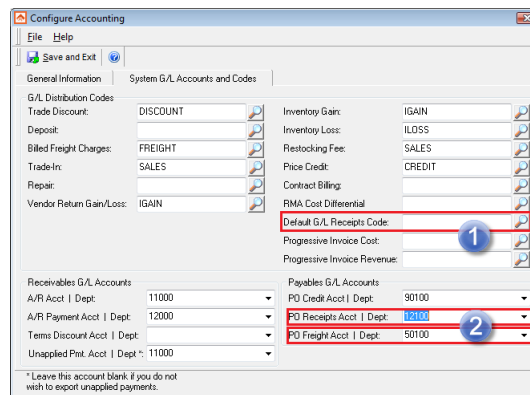 Configure Accounting
File Help
Save and Exit
General Information System G/L Accounts and Codes
G/L Distribution Codes
Trade Discount: DISCOUNT Inventory Gain: IGAIN
Deposit: Inventory Loss: ILOSS
Billed Freight Charges: FREIGHT Restocking Fee: SALES
Trade-In: SALES Price Credit: CREDIT
Repair: Contract Billing:
Vendor Return Gain/Loss: IGAIN RMA Cost Differential
Default G/L Receipts Code: 1
Progressive Invoice Cost:
Progressive Invoice Revenue:
Receivables G/L Accounts Payables G/L Accounts
A/R Acct | Dept: 11000 PO Credit Acct | Dept: 90100
A/R Payment Acct | Dept: 12000 PO Receipts Acct | Dept: 12100 2
Terms Discount Acct | Dept: PO Freight Acct | Dept: 50100
Unapplied Pmt. Acct | Dept *: 11000
* Leave this account blank if you do not
wish to export unapplied payments.